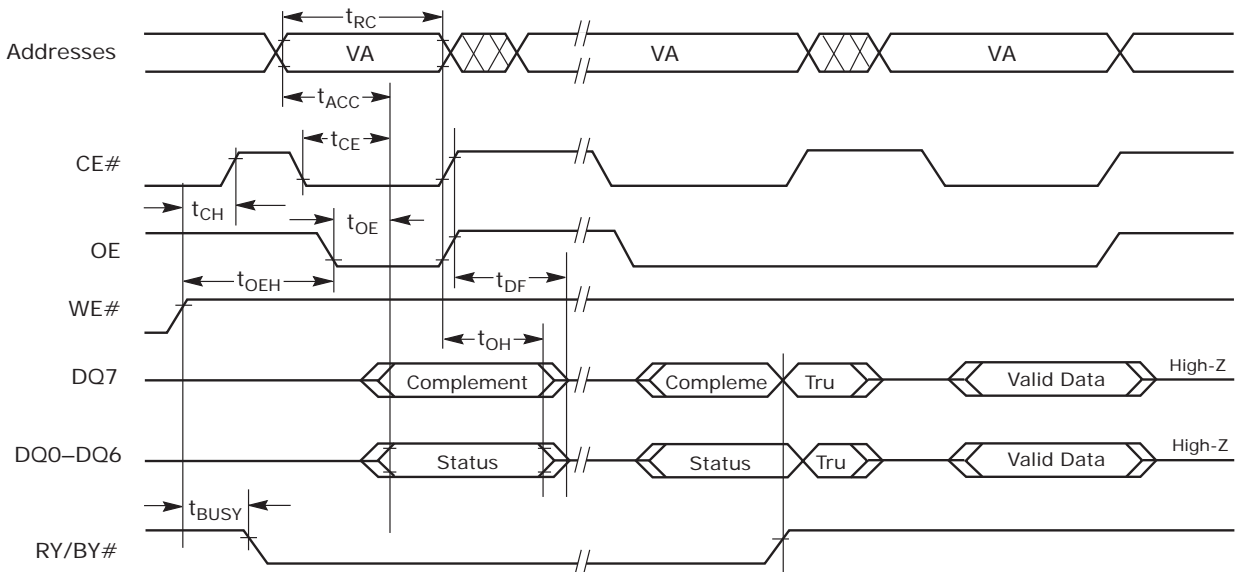 tRC
Addresses VA VA VA
tACC
tCE
CE#
tCH tOE
OE
tOEH tDF
WE#
tOH
DQ7 Complement Compleme Tru Valid Data High-Z
DQ0–DQ6 Status Status Tru Valid Data High-Z
tBUSY
RY/BY#